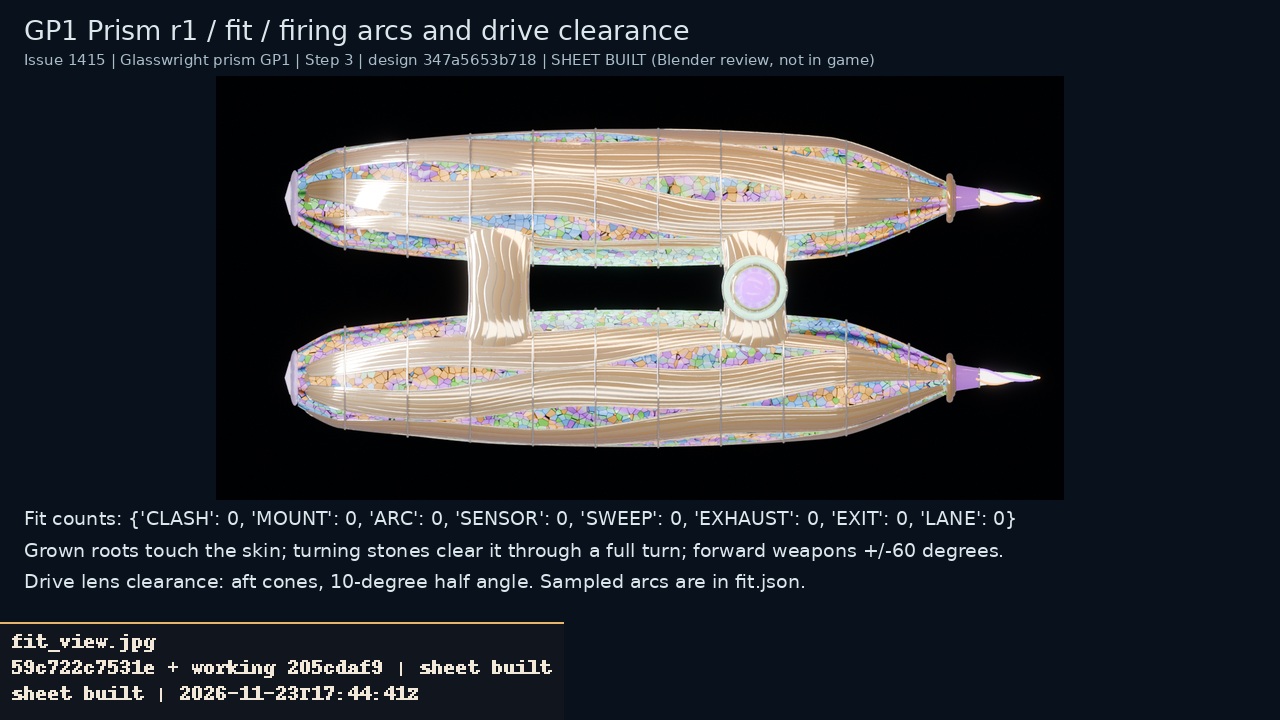 GP1 Prism r1 / fit / firing arcs and drive clearance
Issue 1415 | Glasswright prism GP1 | Step 3 | design 347a5653b718 | SHEET BUILT (Blender review, not in game)
Fit counts: {'CLASH': 0, 'MOUNT': 0, 'ARC': 0, 'SENSOR': 0, 'SWEEP': 0, 'EXHAUST': 0, 'EXIT': 0, 'LANE': 0}
Grown roots touch the skin; turning stones clear it through a full turn; forward weapons +/-60 degrees.
Drive lens clearance: aft cones, 10-degree half angle. Sampled arcs are in fit.json.
fit_view.jpg
59c722c7531e + working 205cdaf9 | sheet built
sheet built | 2026-11-23T17:44:41Z